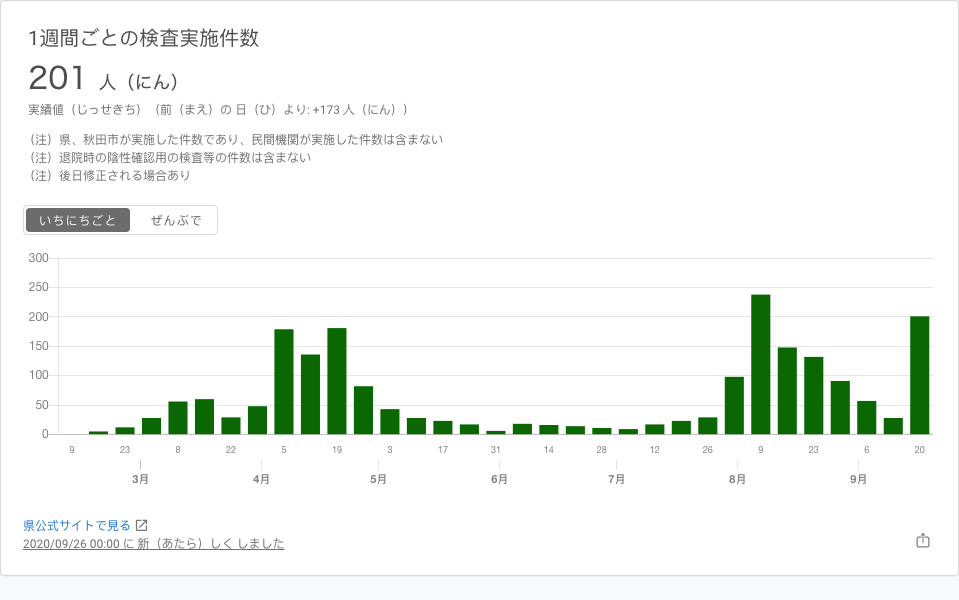 1週間ごとの検査実施件数
201 人（にん）
実績値（じっせきち）（前（まえ）の 日（ひ）より: +173 人（にん））
（注）県、秋田市が実施した件数であり、民間機関が実施した件数は含まない
（注）退院時の陰性確認用の検査等の件数は含まない
（注）後日修正される場合あり
いちにちごと ぜんぶで
300
250
200
150
100
50
0
9 23 8 22 5 19 3 17 31 14 28 12 26 9 23 6 20
3月 4月 5月 6月 7月 8月 9月
県公式サイトで見る
2020/09/26 00:00 に 新（あたら）しく しました